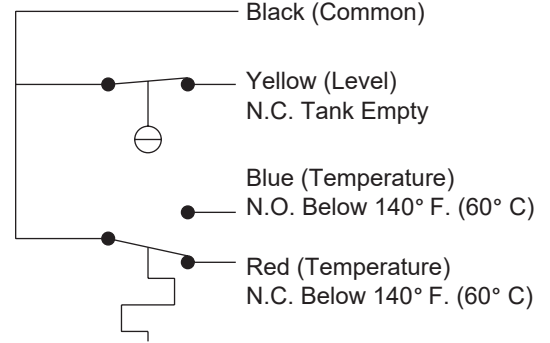 Black (Common)
Yellow (Level)
N.C. Tank Empty
Blue (Temperature)
N.O. Below 140° F. (60° C)
Red (Temperature)
N.C. Below 140° F. (60° C)